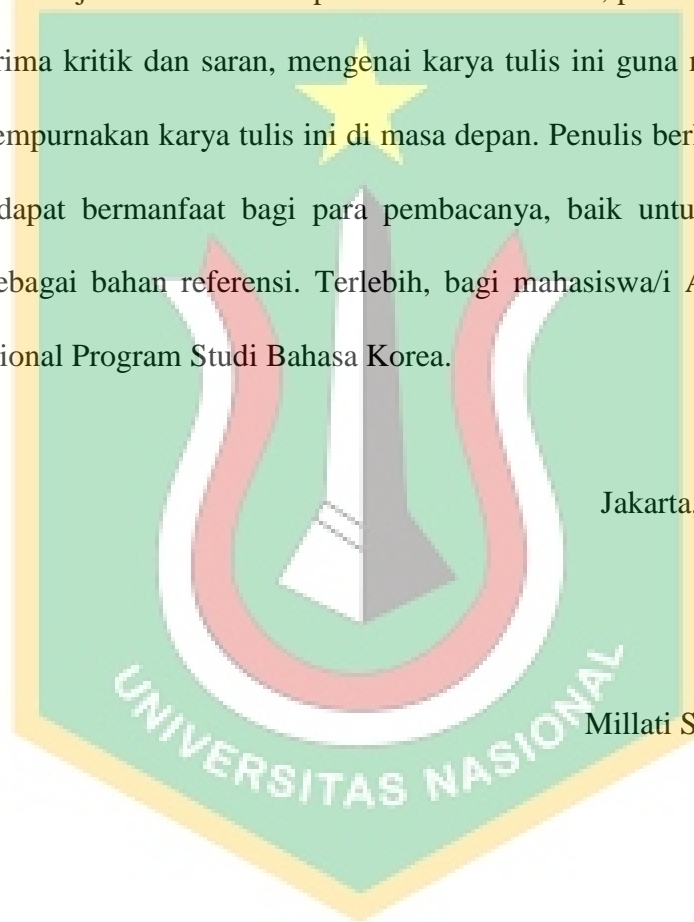 rima kritik dan saran, mengenai karya tulis ini guna
empurnakan karya tulis ini di masa depan. Penulis
dapat bermanfaat bagi para pembacanya, baik
ebagai bahan referensi. Terlebih, bagi mahasiswa/i A
ional Program Studi Bahasa Korea.
Jakarta,
Millati S
UNIVERSITAS NASIONAL